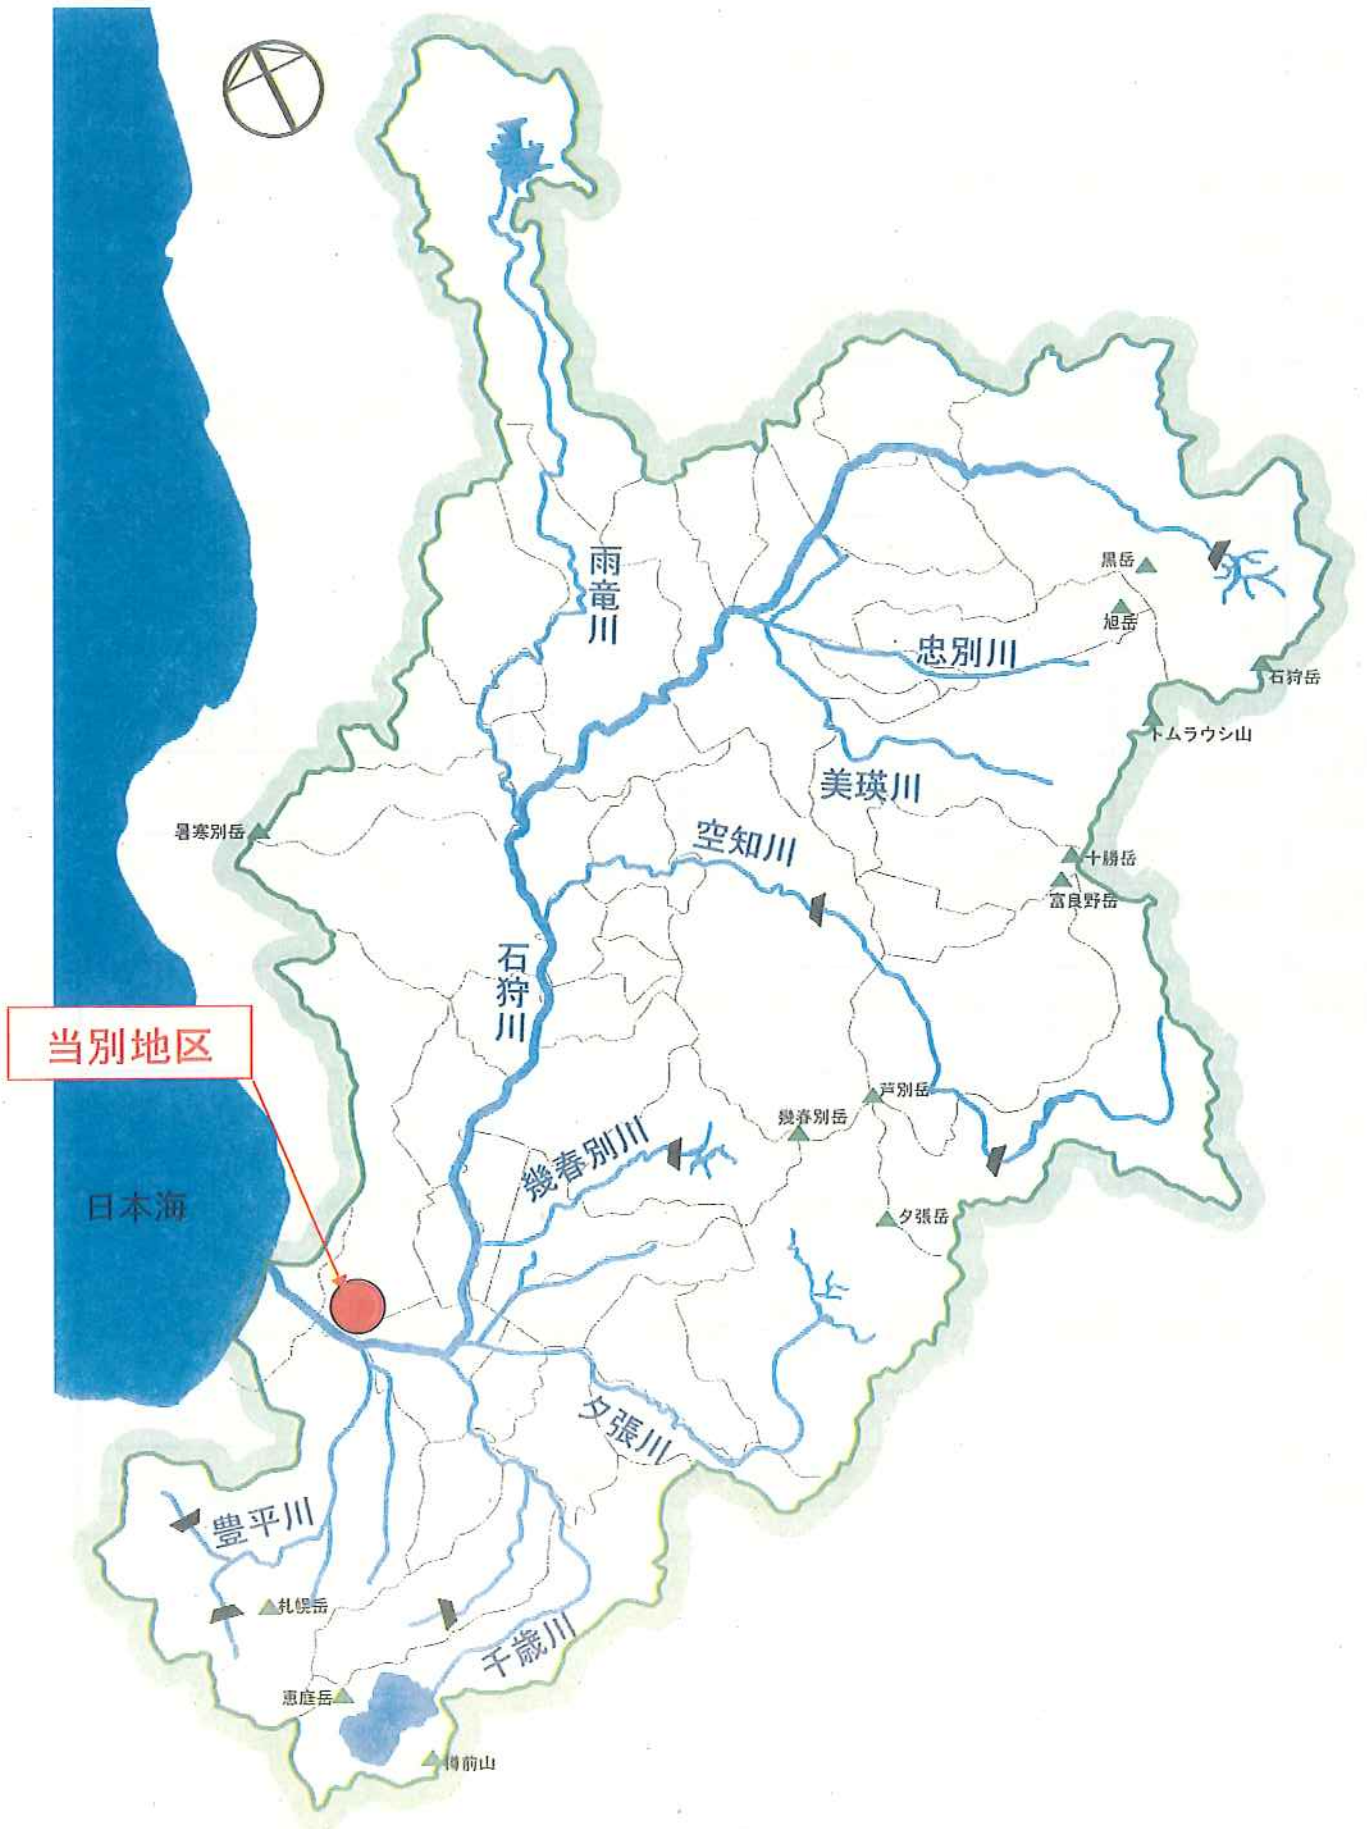 雨竜川
黒岳
旭岳
忠別川
石狩岳
トムラウシ山
美瑛川
暑寒別岳
空知川
十勝岳
富良野岳
石狩川
当別地区
芦別岳
幾春別岳
幾春別川
日本海
夕張岳
夕張川
豊平川
札幌岳
千歳川
恵庭岳
樽前山